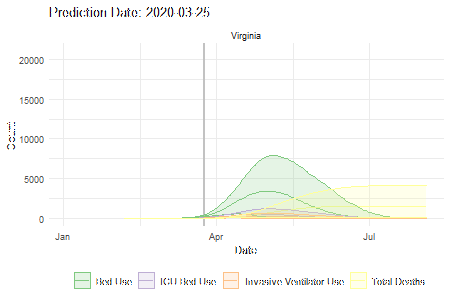 Prediction Date: 2020-03-25
Virginia
20000
15000
10000
5000
0
Count
Jan
Apr
Jul
Date
Bed Use
ICU Bed Use
Invasive Ventilator Use
Total Deaths